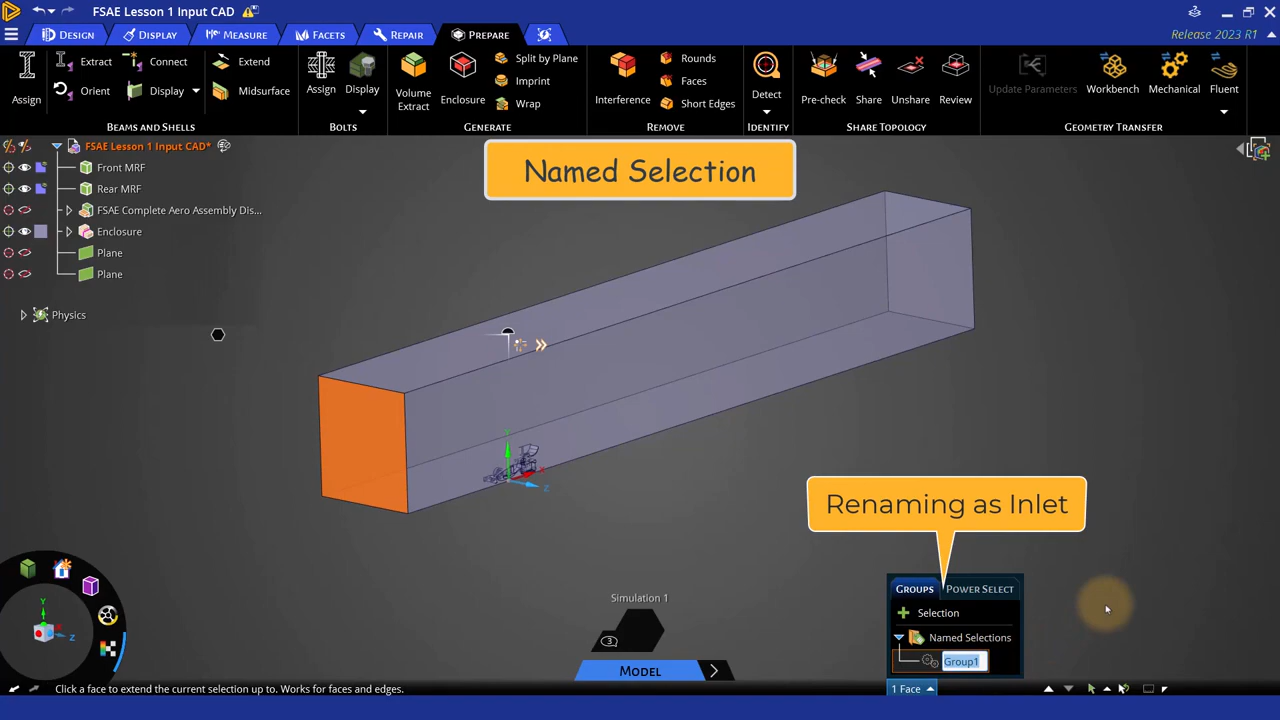 FSAE Lesson 1 Input CAD
DESIGN
DISPLAY
MEASURE
FACETS
REPAIR
PREPARE
Release 2023 R1
Assign
Extract
Connect
Extend
Orient
Display
Midsurface
BEAMS AND SHELLS
Assign
Display
BOLTS
Volume
Extract
Enclosure
Split by Plane
Imprint
Wrap
GENERATE
Interference
Rounds
Faces
Short Edges
REMOVE
Detect
IDENTIFY
Pre-check
Share
Unshare
Review
SHARE TOPOLOGY
Update Parameters
Workbench
Mechanical
Fluent
GEOMETRY TRANSFER
FSAE Lesson 1 Input CAD*
Front MRF
Rear MRF
FSAE Complete Aero Assembly Dis...
Enclosure
Plane
Plane
Physics
Named Selection
Y
X
Z
Renaming as Inlet
GROUPS
POWER SELECT
Selection
Named Selections
Group1
Y
Z
Simulation 1
3
MODEL
Click a face to extend the current selection up to. Works for faces and edges.
1 Face